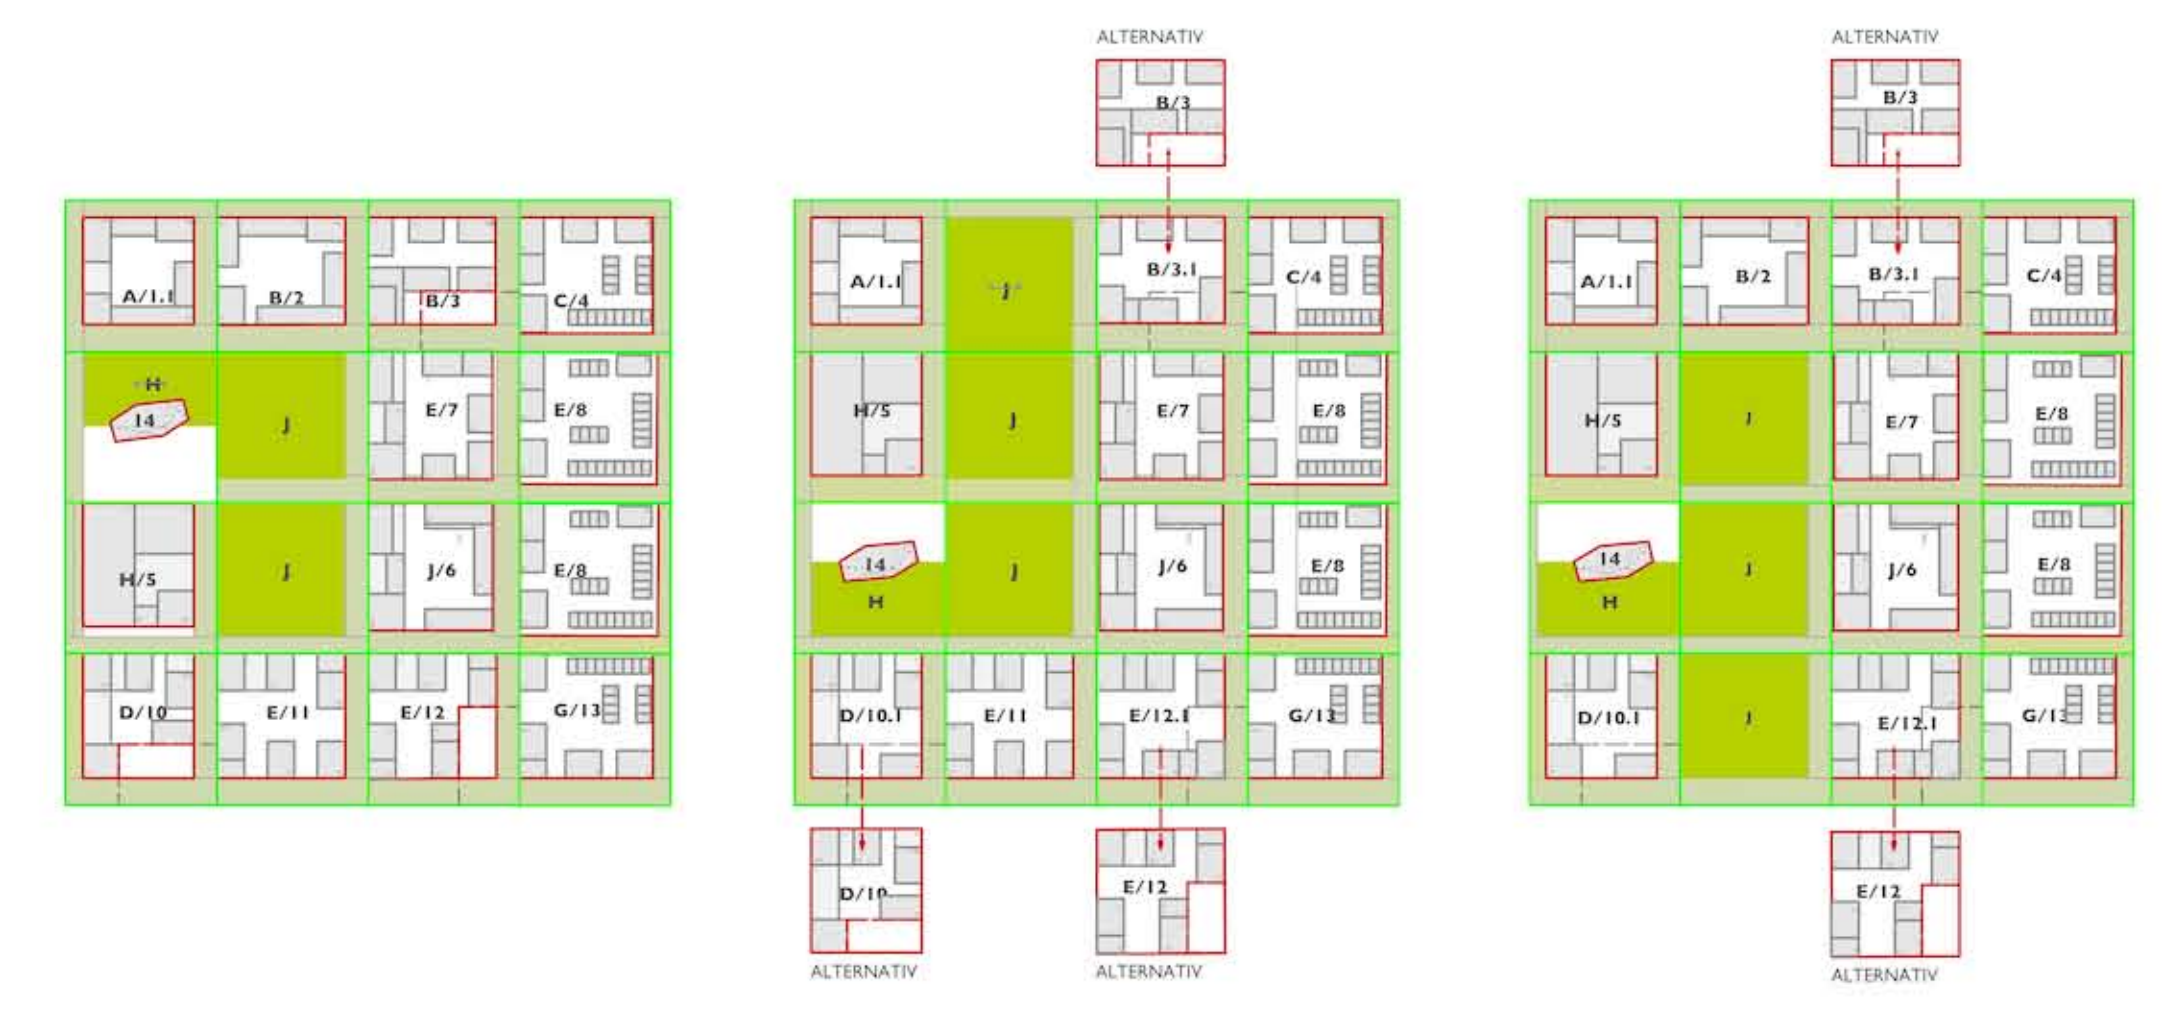 ALTERNATIV
ALTERNATIV
B/3
B/3
A/1.1
B/2
B/3
C/4
A/1.1
J
B/3.1
C/4
A/1.1
B/2
B/3.1
C/4
H
14
J
E/7
E/8
H/5
J
E/7
E/8
H/5
J
E/7
E/8
H/5
J
J/6
E/8
14
H
J
J/6
E/8
14
H
J
J/6
E/8
D/10
E/11
E/12
G/13
D/10.1
E/11
E/12.1
G/13
D/10.1
J
E/12.1
G/13
D/10
E/12
E/12
ALTERNATIV
ALTERNATIV
ALTERNATIV